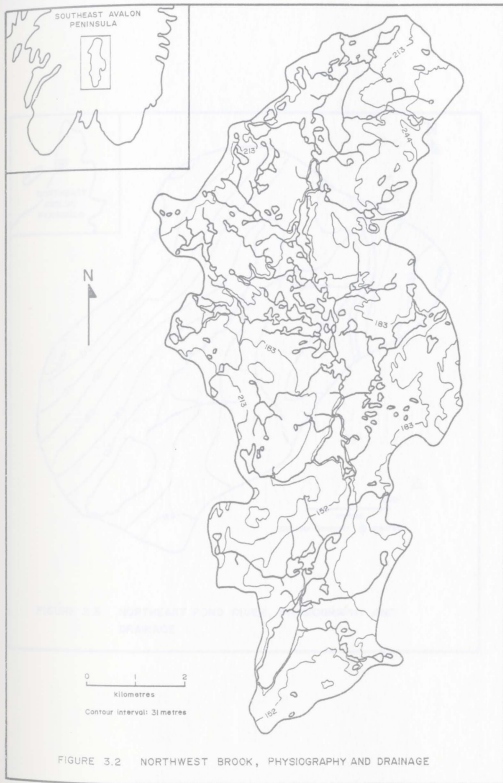 SOUTHEAST AVALON
PENINSULA
213
244
213
N
183
183
213
183
152
0 1 2
kilometres
Contour interval: 31 metres
152
FIGURE 3.2 NORTHWEST BROOK, PHYSIOGRAPHY AND DRAINAGE